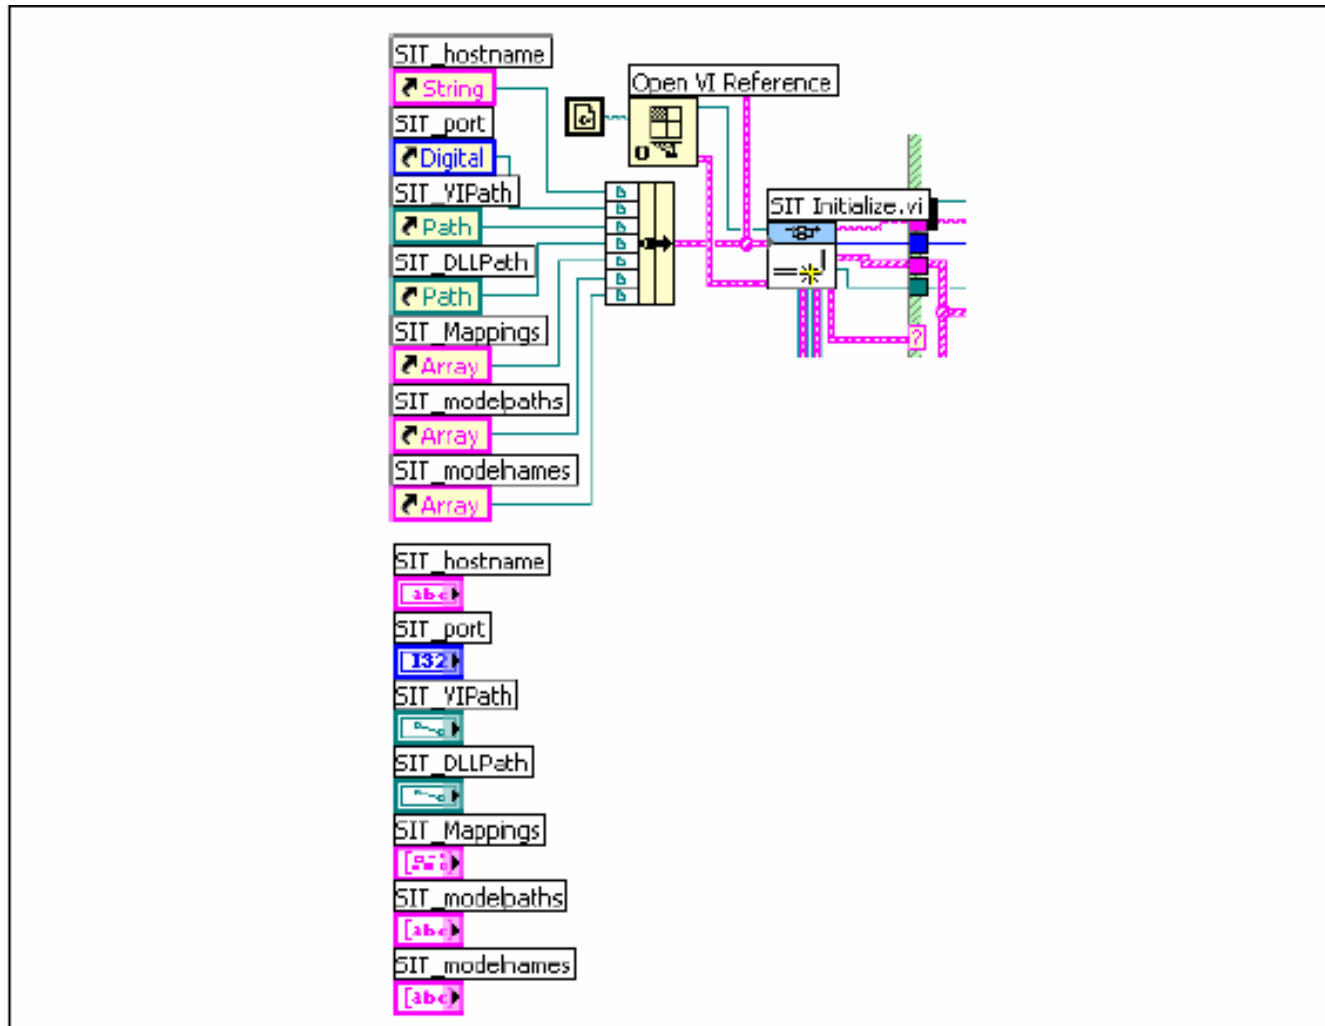 SIT_hostname
String
Open VI Reference
SIT_port
Digital
SIT_VIPath
Path
SIT Initialize.vi
SIT_DLLPath
Path
SIT_Mappings
?
Array
SIT_modelpaths
Array
SIT_modelnames
Array
SIT_hostname
abc
SIT_port
I32
SIT_VIPath
SIT_DLLPath
SIT_Mappings
SIT_modelpaths
[abc]
SIT_modelnames
[abc]